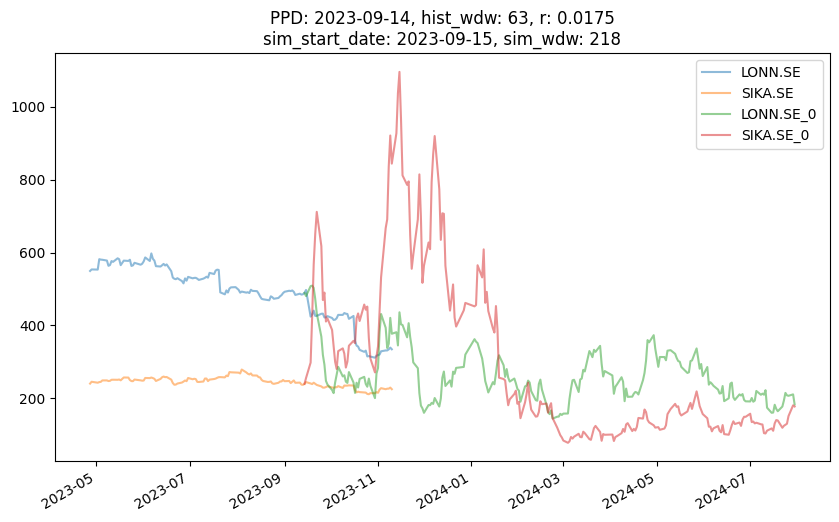 PPD: 2023-09-14, hist_wdw: 63, r: 0.0175
sim_start_date: 2023-09-15, sim_wdw: 218
LONN.SE
SIKA.SE
LONN.SE_0
SIKA.SE_0
1000
800
600
400
200
2023-05
2023-07
2023-09
2023-11
2024-01
2024-03
2024-05
2024-07